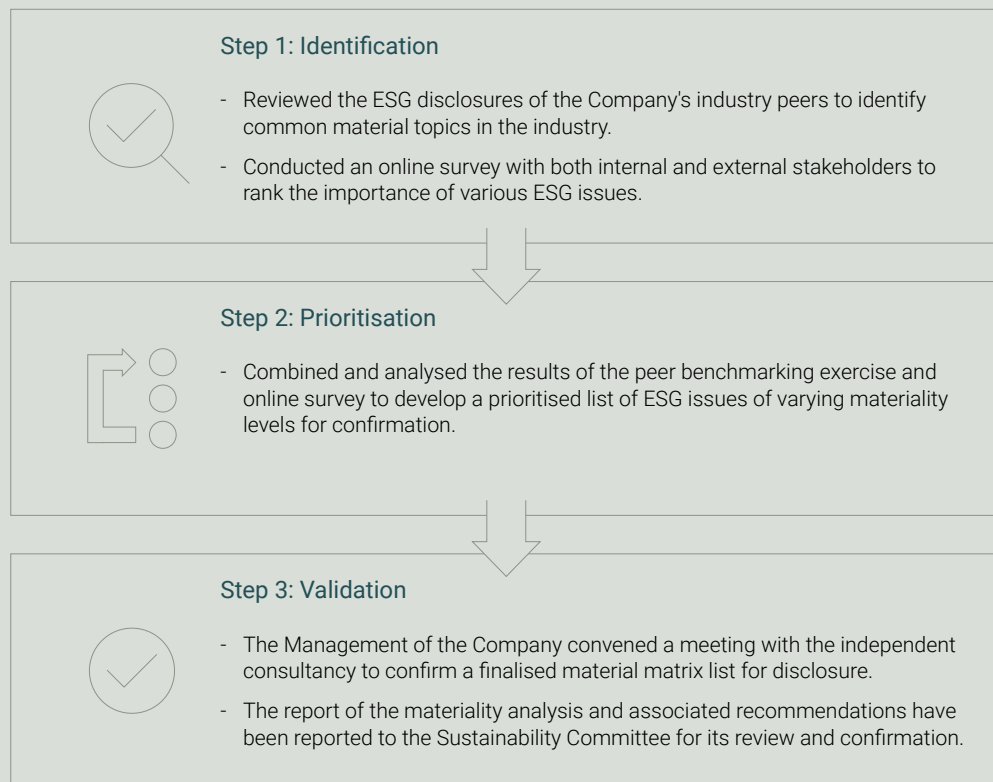 Step 1: Identification
- Reviewed the ESG disclosures of the Company's industry peers to identify
common material topics in the industry.
- Conducted an online survey with both internal and external stakeholders to
rank the importance of various ESG issues.
Step 2: Prioritisation
- Combined and analysed the results of the peer benchmarking exercise and
online survey to develop a prioritised list of ESG issues of varying materiality
levels for confirmation.
Step 3: Validation
- The Management of the Company convened a meeting with the independent
consultancy to confirm a finalised material matrix list for disclosure.
- The report of the materiality analysis and associated recommendations have
been reported to the Sustainability Committee for its review and confirmation.